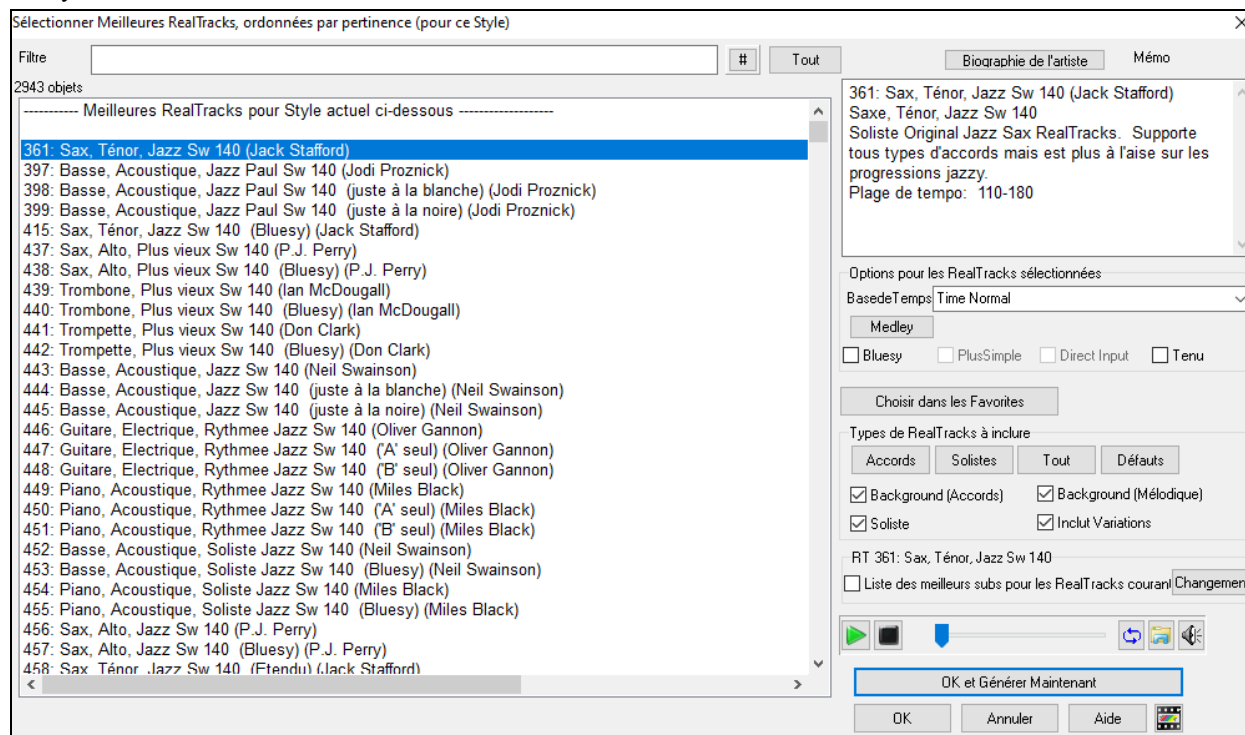 Sélectionner Meilleures RealTracks, ordonnées par pertinence (pour ce Style)
Filtre
#
Tout
Biographie de l'artiste
Mémo
2943 objets
----------- Meilleures RealTracks pour Style actuel ci-dessous -------------------
361: Sax, Ténor, Jazz Sw 140 (Jack Stafford)
397: Basse, Acoustique, Jazz Paul Sw 140 (Jodi Proznick)
398: Basse, Acoustique, Jazz Paul Sw 140 (juste à la blanche) (Jodi Proznick)
399: Basse, Acoustique, Jazz Paul Sw 140 (juste à la noire) (Jodi Proznick)
415: Sax, Ténor, Jazz Sw 140 (Bluesy) (Jack Stafford)
437: Sax, Alto, Plus vieux Sw 140 (P.J. Perry)
438: Sax, Alto, Plus vieux Sw 140 (Bluesy) (P.J. Perry)
439: Trombone, Plus vieux Sw 140 (Ian McDougall)
440: Trombone, Plus vieux Sw 140 (Bluesy) (Ian McDougall)
441: Trompette, Plus vieux Sw 140 (Don Clark)
442: Trompette, Plus vieux Sw 140 (Bluesy) (Don Clark)
443: Basse, Acoustique, Jazz Sw 140 (Neil Swainson)
444: Basse, Acoustique, Jazz Sw 140 (juste à la blanche) (Neil Swainson)
445: Basse, Acoustique, Jazz Sw 140 (juste à la noire) (Neil Swainson)
446: Guitare, Electrique, Rythmee Jazz Sw 140 (Oliver Gannon)
447: Guitare, Electrique, Rythmee Jazz Sw 140 ('A' seul) (Oliver Gannon)
448: Guitare, Electrique, Rythmee Jazz Sw 140 ('B' seul) (Oliver Gannon)
449: Piano, Acoustique, Rythmee Jazz Sw 140 (Miles Black)
450: Piano, Acoustique, Rythmee Jazz Sw 140 ('A' seul) (Miles Black)
451: Piano, Acoustique, Rythmee Jazz Sw 140 ('B' seul) (Miles Black)
452: Basse, Acoustique, Soliste Jazz Sw 140 (Neil Swainson)
453: Basse, Acoustique, Soliste Jazz Sw 140 (Bluesy) (Neil Swainson)
454: Piano, Acoustique, Soliste Jazz Sw 140 (Miles Black)
455: Piano, Acoustique, Soliste Jazz Sw 140 (Bluesy) (Miles Black)
456: Sax, Alto, Jazz Sw 140 (P.J. Perry)
457: Sax, Alto, Jazz Sw 140 (Bluesy) (P.J. Perry)
458: Sax, Ténor, Jazz Sw 140 (Etendu) (Jack Stafford)
361: Sax, Ténor, Jazz Sw 140 (Jack Stafford)
Saxe, Ténor, Jazz Sw 140
Soliste Original Jazz Sax RealTracks. Supporte
tous types d'accords mais est plus à l'aise sur les
progressions jazzy.
Plage de tempo: 110-180
Options pour les RealTracks sélectionnées
BasedeTemps Time Normal
Medley
Bluesy PlusSimple Direct Input Tenu
Choisir dans les Favorites
Types de RealTracks à inclure
Accords Solistes Tout Défauts
Background (Accords) Background (Mélodique)
Soliste Inclut Variations
RT 361: Sax, Ténor, Jazz Sw 140
Liste des meilleurs subs pour les RealTracks courant Changemen
OK et Générer Maintenant
OK Annuler Aide